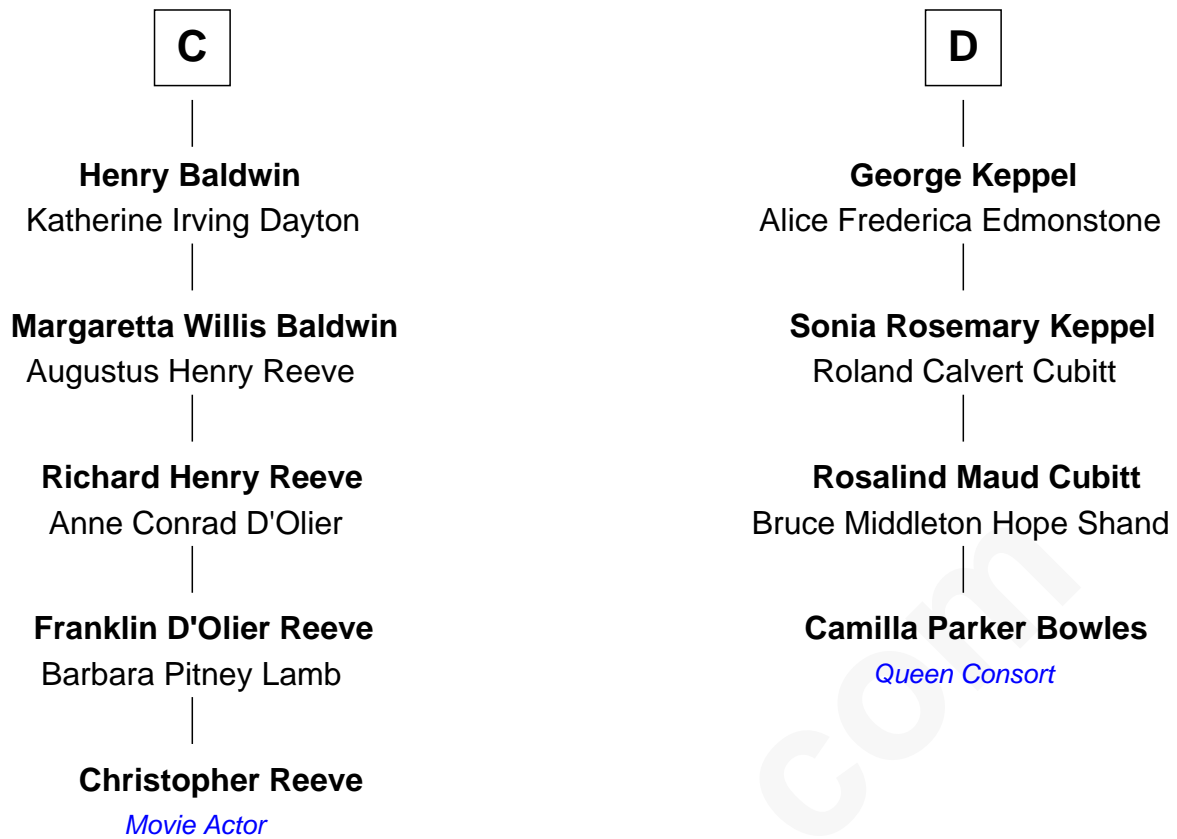 C
Henry Baldwin
Katherine Irving Dayton
Margaretta Willis Baldwin
Augustus Henry Reeve
Richard Henry Reeve
Anne Conrad D'Olier
Franklin D'Olier Reeve
Barbara Pitney Lamb
Christopher Reeve
Movie Actor
D
George Keppel
Alice Frederica Edmonstone
Sonia Rosemary Keppel
Roland Calvert Cubitt
Rosalind Maud Cubitt
Bruce Middleton Hope Shand
Camilla Parker Bowles
Queen Consort
com